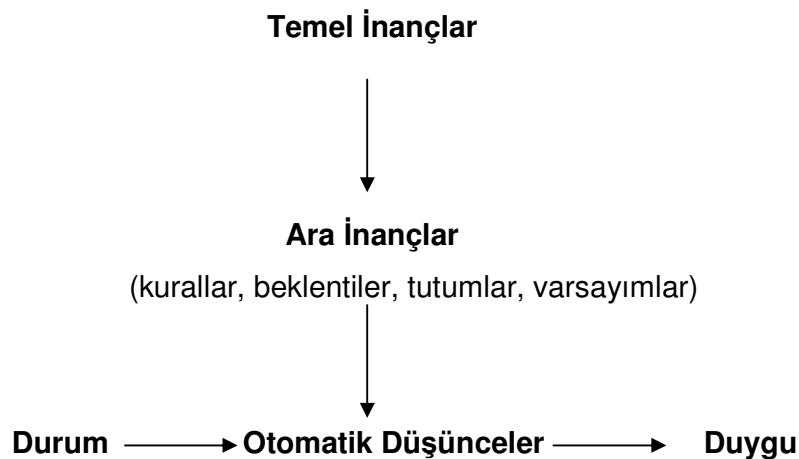 Temel İnançlar
Ara İnançlar
(kurallar, beklentiler, tutumlar, varsayımlar)
Durum Otomatik Düşünceler Duygu